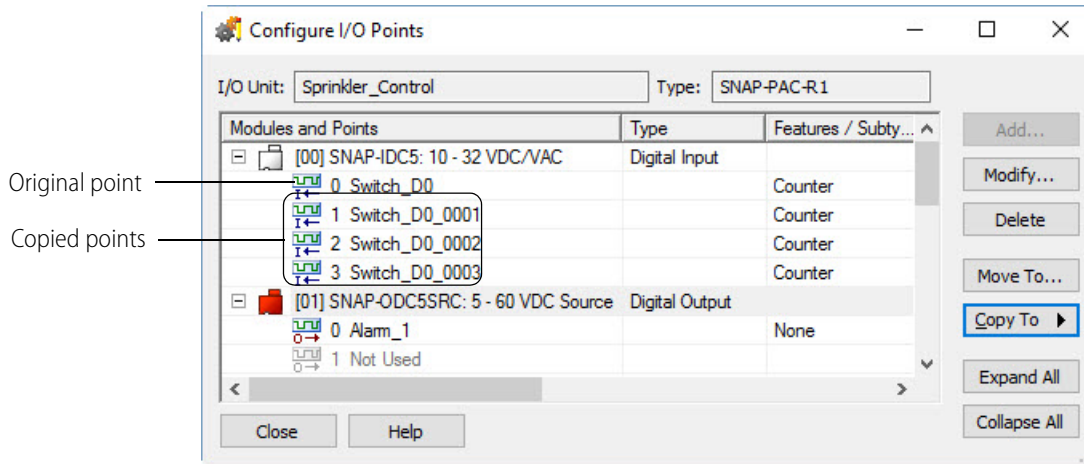 Configure I/O Points
I/O Unit: Sprinkler_Control Type: SNAP-PAC-R1
Modules and Points Type Features / Subty...
[00] SNAP-IDC5: 10 - 32 VDC/VAC Digital Input
0 Switch_D0 Counter
1 Switch_D0_0001 Counter
2 Switch_D0_0002 Counter
3 Switch_D0_0003 Counter
[01] SNAP-ODC5SRC: 5 - 60 VDC Source Digital Output
0 Alarm_1 None
1 Not Used
Add...
Modify...
Delete
Move To...
Copy To
Expand All
Collapse All
Close Help
Original point
Copied points